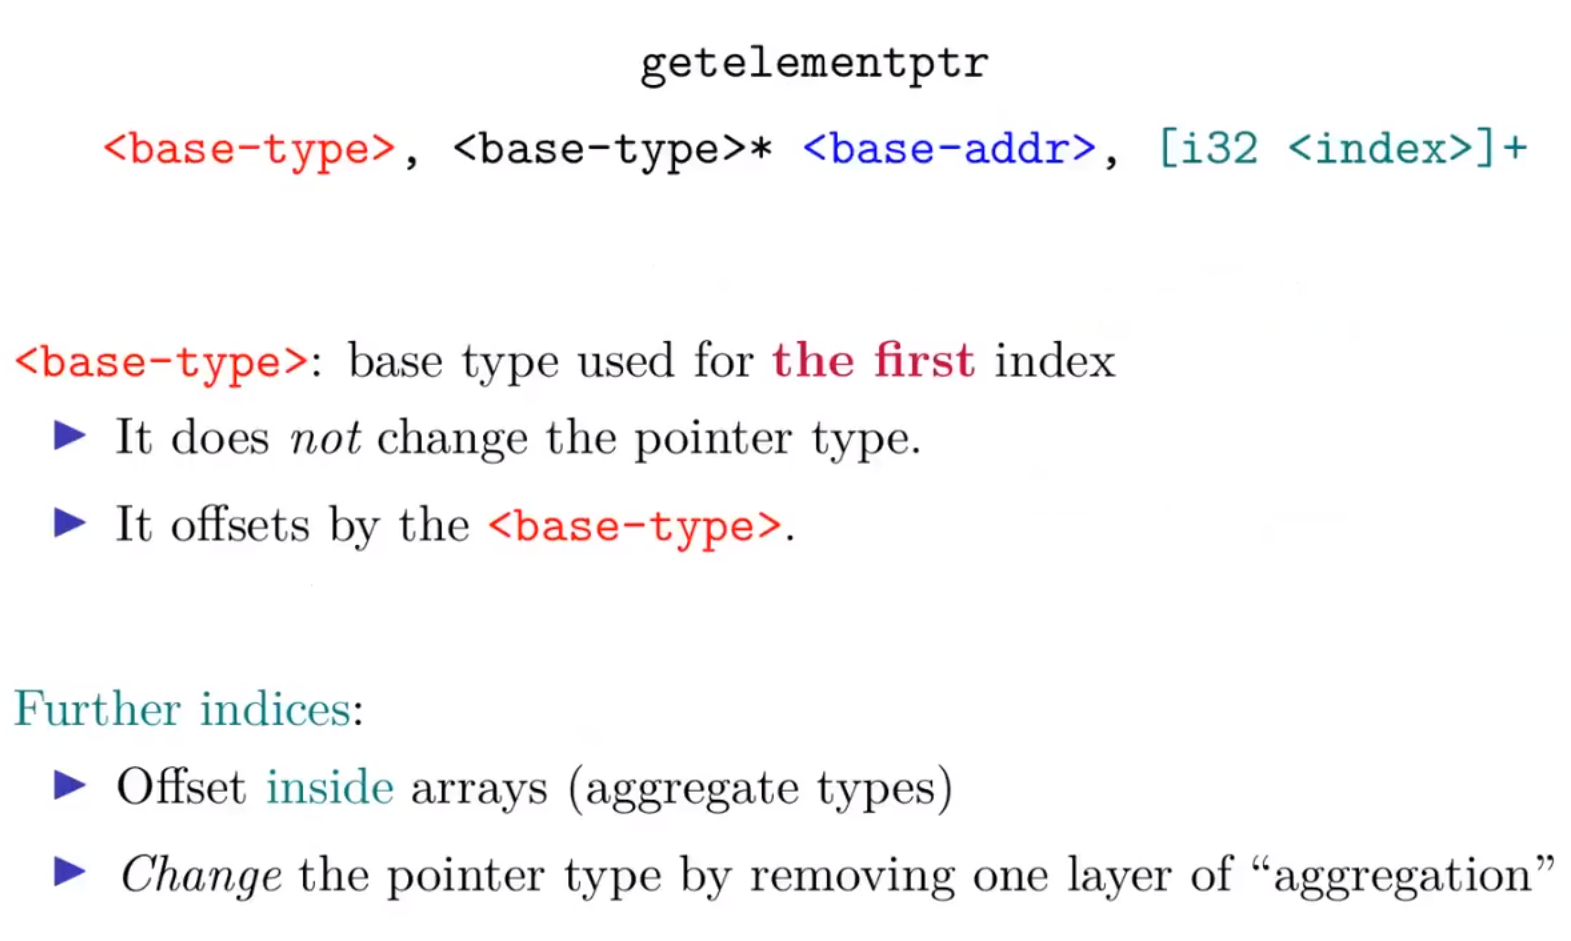 getelementptr
<base-type>, <base-type>* <base-addr>, [i32 <index>]+
<base-type>: base type used for the first index
▶ It does not change the pointer type.
▶ It offsets by the <base-type>.
Further indices:
▶ Offset inside arrays (aggregate types)
▶ Change the pointer type by removing one layer of “aggregation”